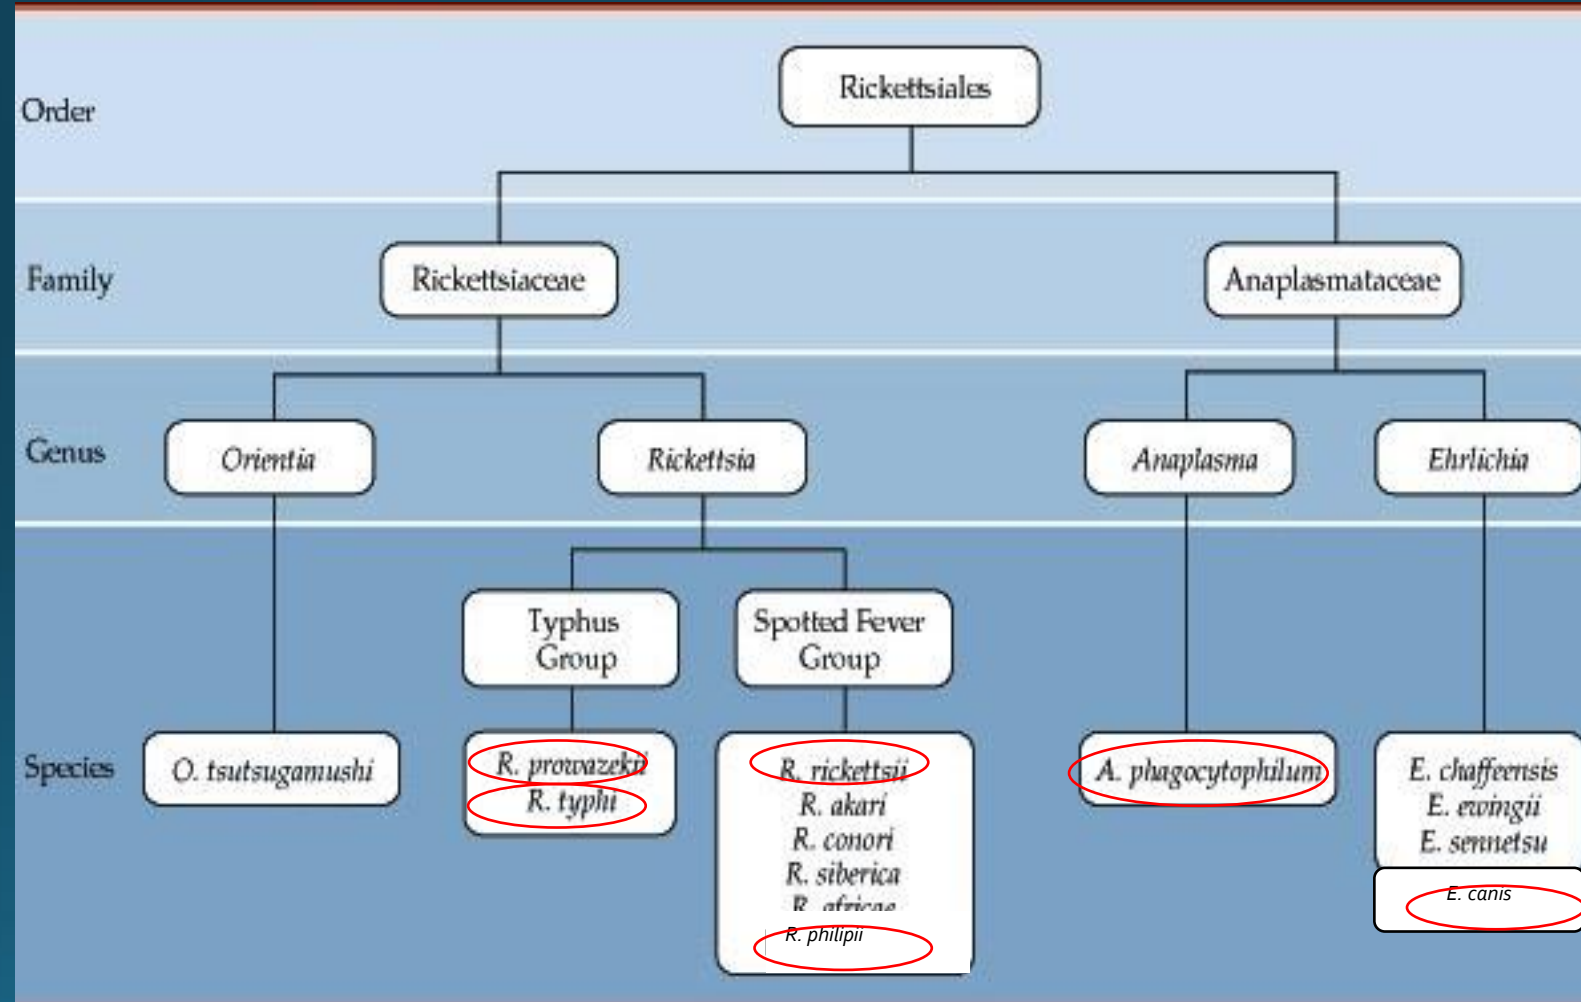 Order
Rickettsiales
Family
Rickettsiaceae
Anaplasmataceae
Genus
Orientia
Rickettsia
Anaplasma
Ehrlichia
Typhus
Group
Spotted Fever
Group
Species
O. tsutsugamushi
R. prowazekii
R. typhi
R. rickettsii
R. akari
R. conori
R. siberica
R. africae
R. philipii
A. phagocytophilum
E. chaffeensis
E. ewingii
E. sennetsu
E. canis